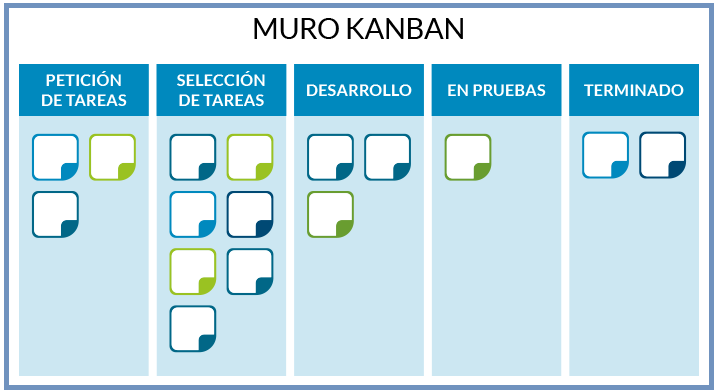 MURO KANBAN
PETICIÓN
DE TAREAS
SELECCIÓN
DE TAREAS
DESARROLLO
EN PRUEBAS
TERMINADO